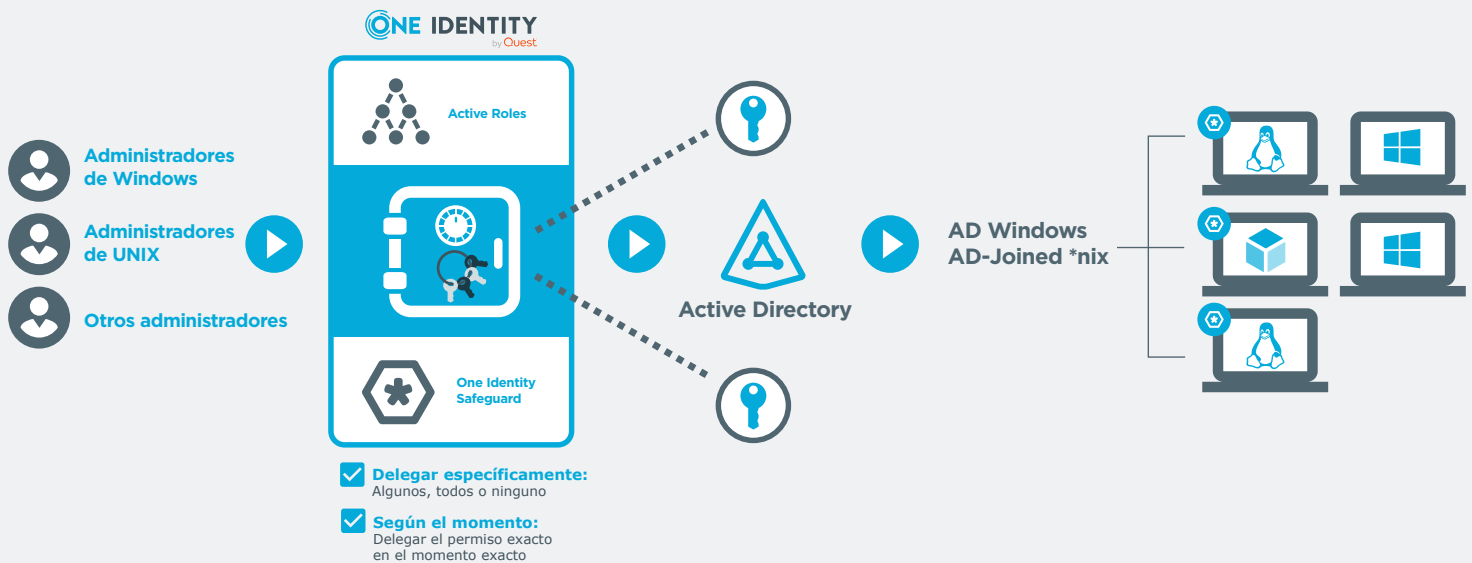 ONE IDENTITY
by Quest
Active Roles
Administradores
de Windows
Administradores
de UNIX
Otros administradores
One Identity
Safeguard
Active Directory
AD Windows
AD-Joined *nix
Delegar específicamente:
Algunos, todos o ninguno
Según el momento:
Delegar el permiso exacto
en el momento exacto